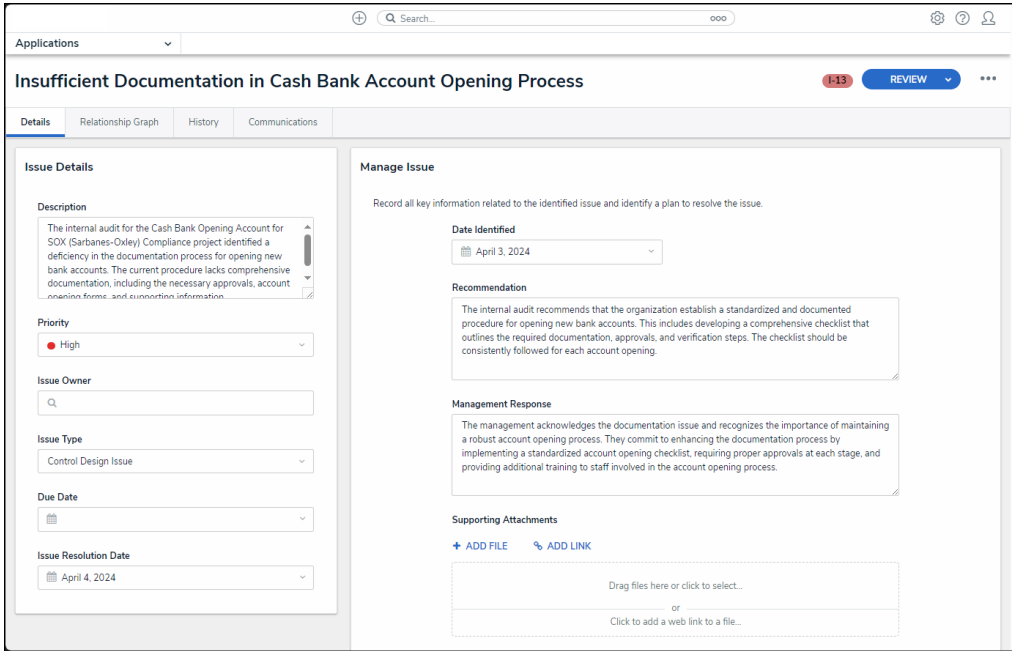 Search...
ooo
Applications
Insufficient Documentation in Cash Bank Account Opening Process
I-13
REVIEW
Details
Relationship Graph
History
Communications
Issue Details
Description
The internal audit for the Cash Bank Opening Account for
SOX (Sarbanes-Oxley) Compliance project identified a
deficiency in the documentation process for opening new
bank accounts. The current procedure lacks comprehensive
documentation, including the necessary approvals, account
opening forms, and supporting information.
Priority
High
Issue Owner
Issue Type
Control Design Issue
Due Date
Issue Resolution Date
April 4, 2024
Manage Issue
Record all key information related to the identified issue and identify a plan to resolve the issue.
Date Identified
April 3, 2024
Recommendation
The internal audit recommends that the organization establish a standardized and documented
procedure for opening new bank accounts. This includes developing a comprehensive checklist that
outlines the required documentation, approvals, and verification steps. The checklist should be
consistently followed for each account opening.
Management Response
The management acknowledges the documentation issue and recognizes the importance of maintaining
a robust account opening process. They commit to enhancing the documentation process by
implementing a standardized account opening checklist, requiring proper approvals at each stage, and
providing additional training to staff involved in the account opening process.
Supporting Attachments
+ ADD FILE
ADD LINK
Drag files here or click to select...
or
Click to add a web link to a file...